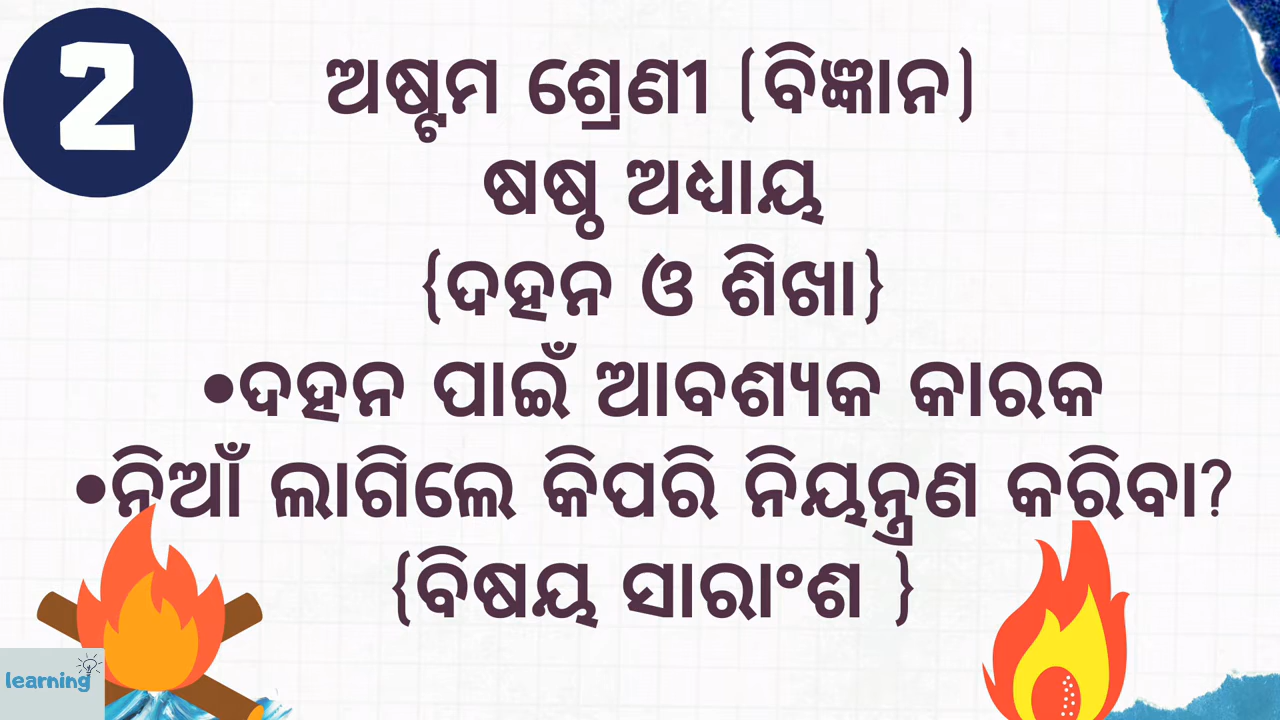 2
ଅଷ୍ଟମ ଶ୍ରେଣୀ (ବିଜ୍ଞାନ)
ଷଷ୍ଠ ଅଧ୍ୟାୟ
{ଦହନ ଓ ଶିଖା}
•ଦହନ ପାଇଁ ଆବଶ୍ୟକ କାରକ
•ନିଆଁ ଲାଗିଲେ କିପରି ନିୟନ୍ତ୍ରଣ କରିବା?
{ବିଷୟ ସାରାଂଶ }
learning